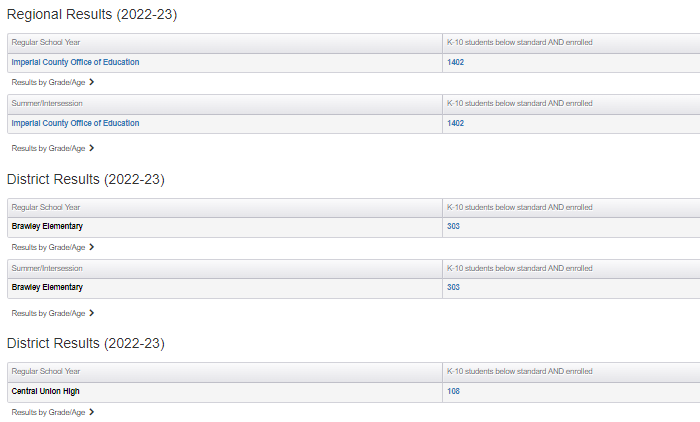 Regional Results (2022-23)
Regular School Year K-10 students below standard AND enrolled
Imperial County Office of Education 1402
Results by Grade/Age
Summer/Intersession K-10 students below standard AND enrolled
Imperial County Office of Education 1402
Results by Grade/Age
District Results (2022-23)
Regular School Year K-10 students below standard AND enrolled
Brawley Elementary 303
Results by Grade/Age
Summer/Intersession K-10 students below standard AND enrolled
Brawley Elementary 303
Results by Grade/Age
District Results (2022-23)
Regular School Year K-10 students below standard AND enrolled
Central Union High 108
Results by Grade/Age